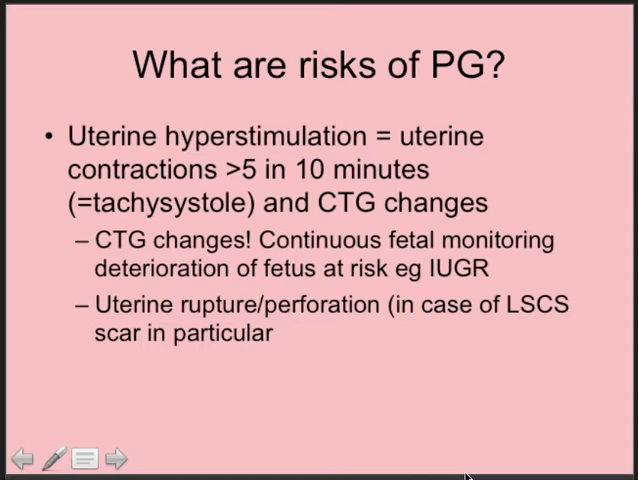 What are risks of PG?
• Uterine hyperstimulation = uterine
contractions >5 in 10 minutes
(=tachysystole) and CTG changes
– CTG changes! Continuous fetal monitoring
deterioration of fetus at risk eg IUGR
– Uterine rupture/perforation (in case of LSCS
scar in particular